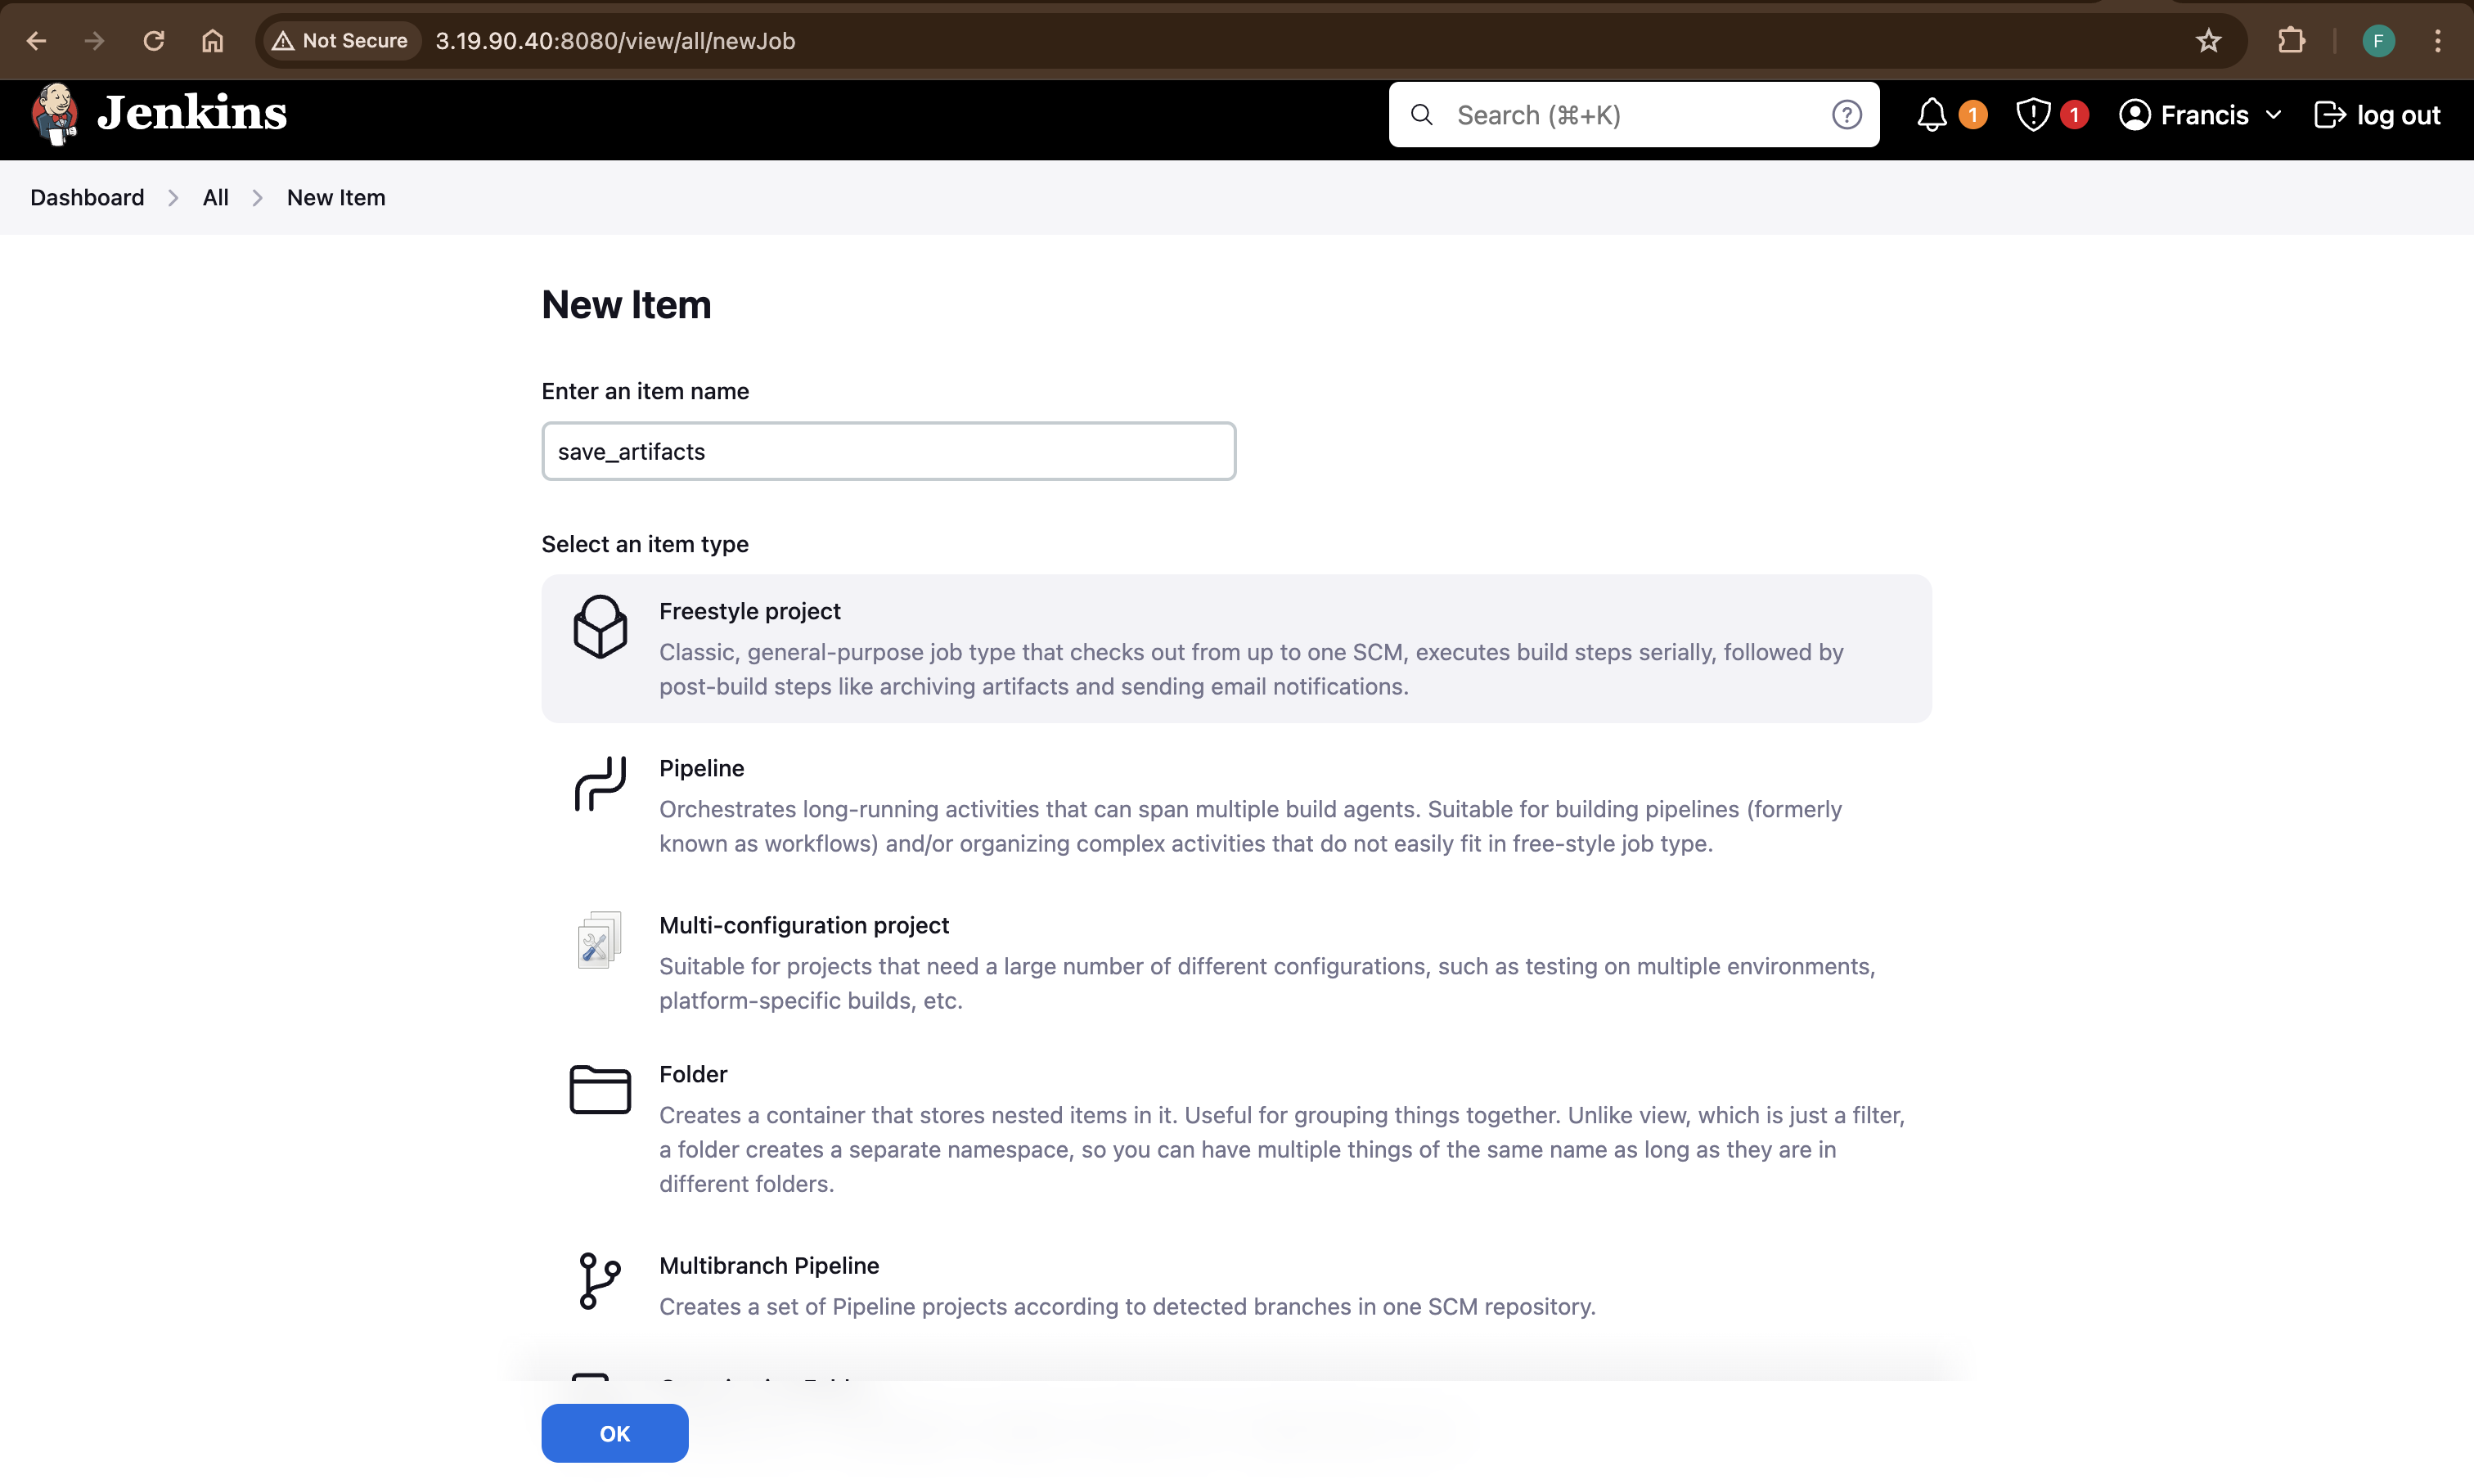 Not Secure
3.19.90.40:8080/view/all/newJob
F
Jenkins
Search (⌘+K)
?
1
1
Francis
log out
Dashboard
All
New Item
New Item
Enter an item name
save_artifacts
Select an item type
Freestyle project
Classic, general-purpose job type that checks out from up to one SCM, executes build steps serially, followed by
post-build steps like archiving artifacts and sending email notifications.
Pipeline
Orchestrates long-running activities that can span multiple build agents. Suitable for building pipelines (formerly
known as workflows) and/or organizing complex activities that do not easily fit in free-style job type.
Multi-configuration project
Suitable for projects that need a large number of different configurations, such as testing on multiple environments,
platform-specific builds, etc.
Folder
Creates a container that stores nested items in it. Useful for grouping things together. Unlike view, which is just a filter,
a folder creates a separate namespace, so you can have multiple things of the same name as long as they are in
different folders.
Multibranch Pipeline
Creates a set of Pipeline projects according to detected branches in one SCM repository.
OK